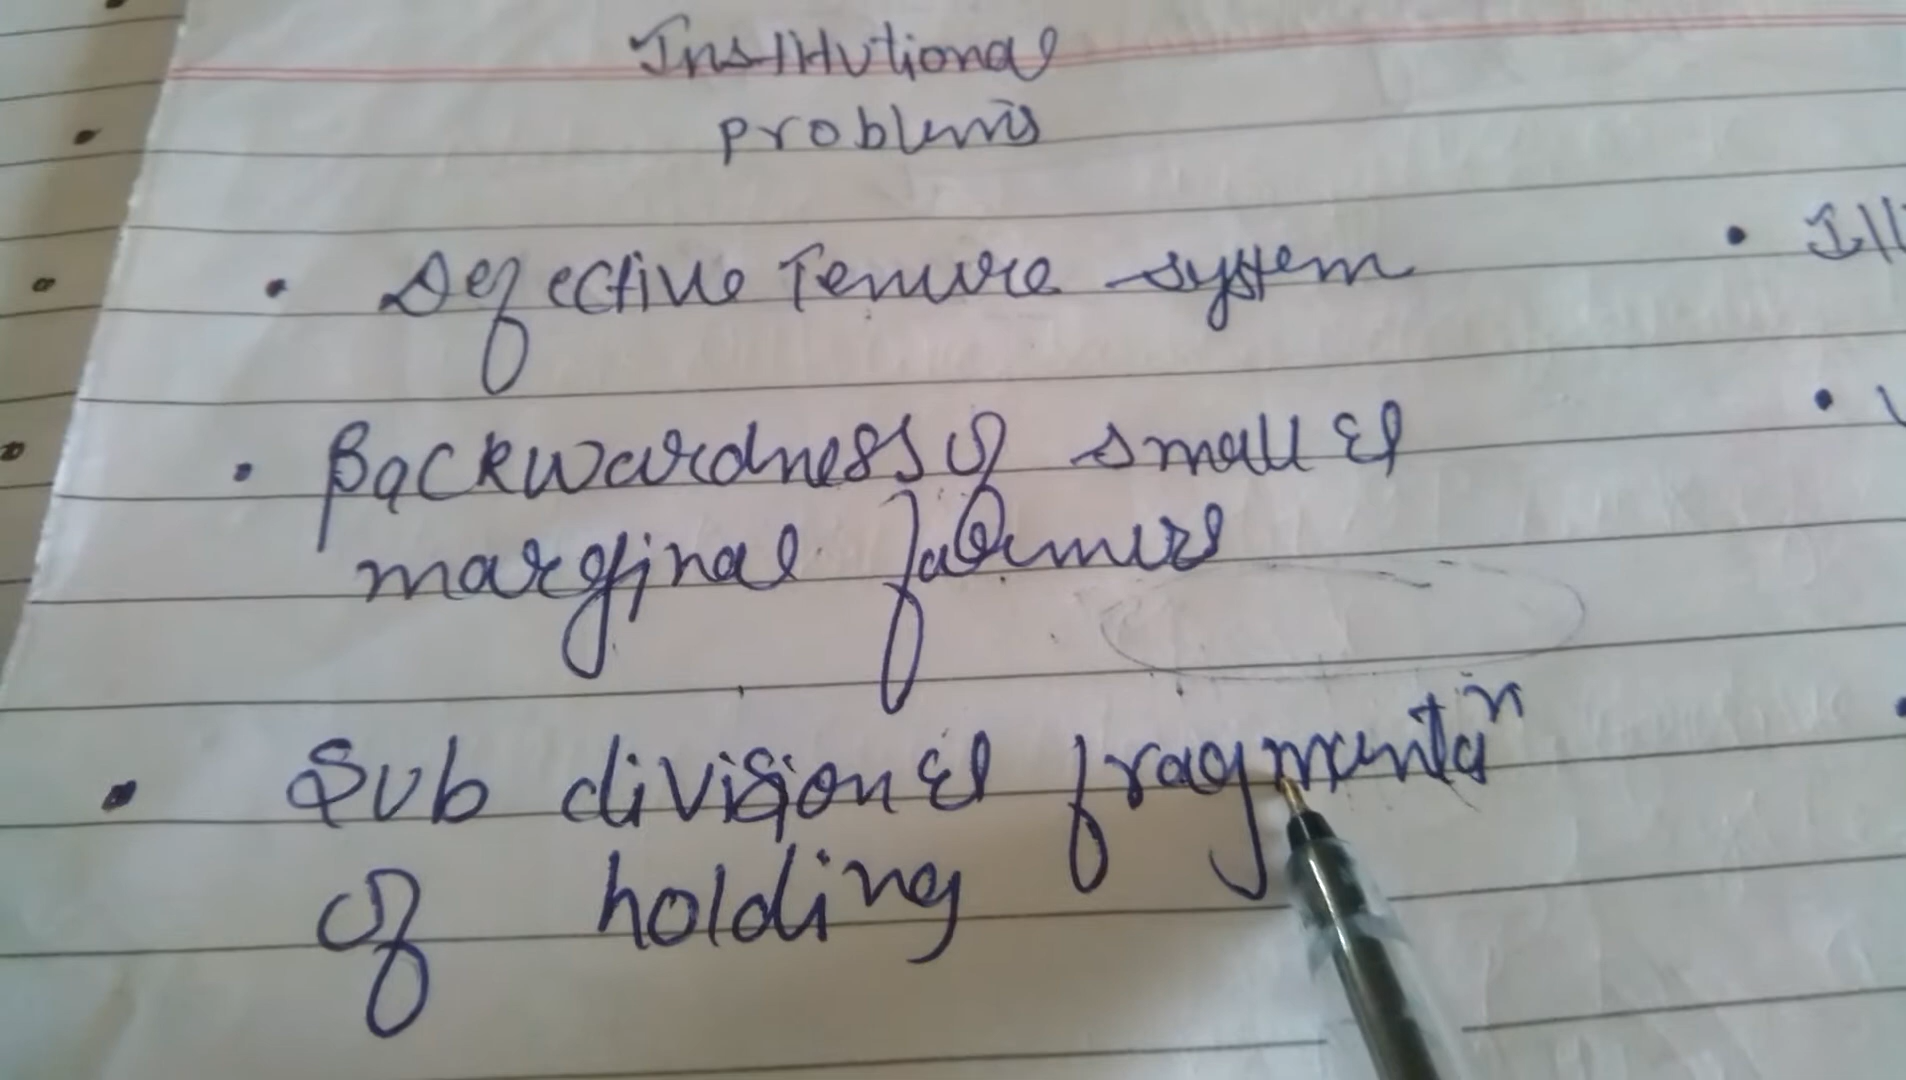 Institutional
problems
• Defective Tenure system
• Backwardness of small &
marginal farmers
• Sub division & fragmentaⁿ
of holding